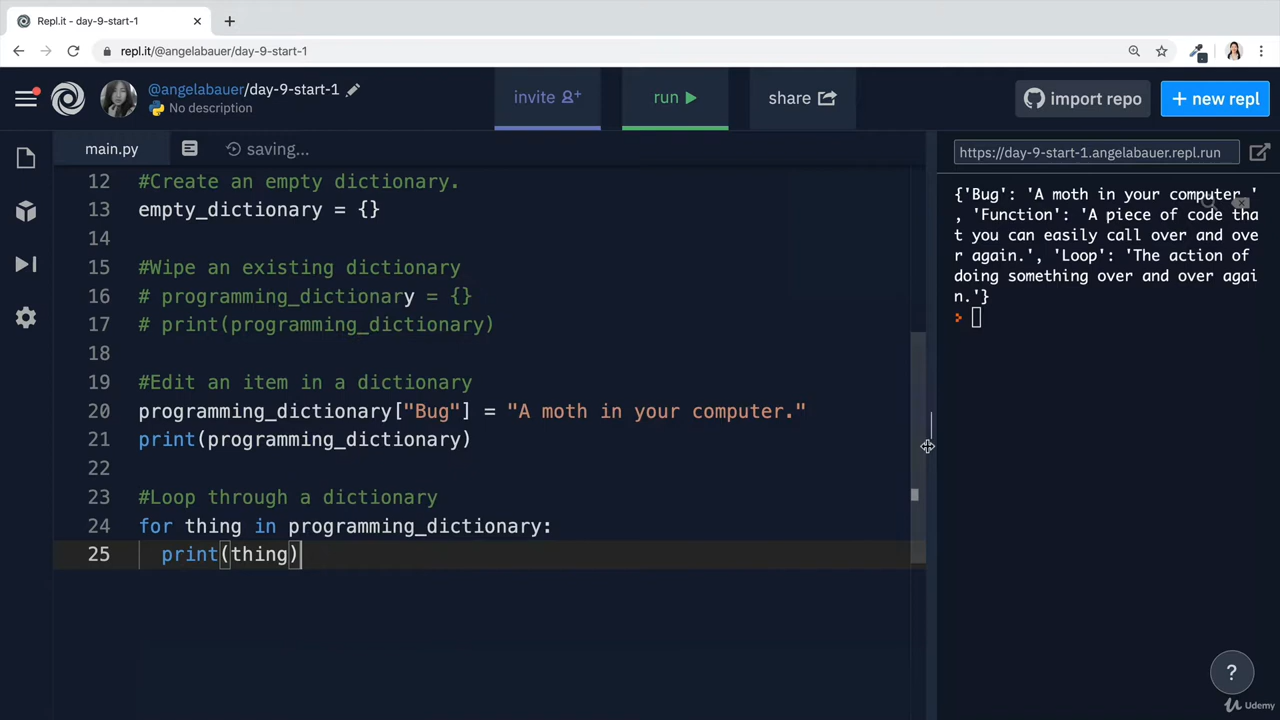 Repl.it - day-9-start-1
repl.it/@angelabauer/day-9-start-1
@angelabauer/day-9-start-1
No description
invite
run
share
import repo
+ new repl
main.py
saving...
https://day-9-start-1.angelabauer.repl.run
12 #Create an empty dictionary.
13 empty_dictionary = {}
14
15 #Wipe an existing dictionary
16 # programming_dictionary = {}
17 # print(programming_dictionary)
18
19 #Edit an item in a dictionary
20 programming_dictionary["Bug"] = "A moth in your computer."
21 print(programming_dictionary)
22
23 #Loop through a dictionary
24 for thing in programming_dictionary:
25   print(thing)
{'Bug': 'A moth in your computer.'
, 'Function': 'A piece of code tha
t you can easily call over and ove
r again.', 'Loop': 'The action of
doing something over and over agai
n.'}
>
?
Udemy